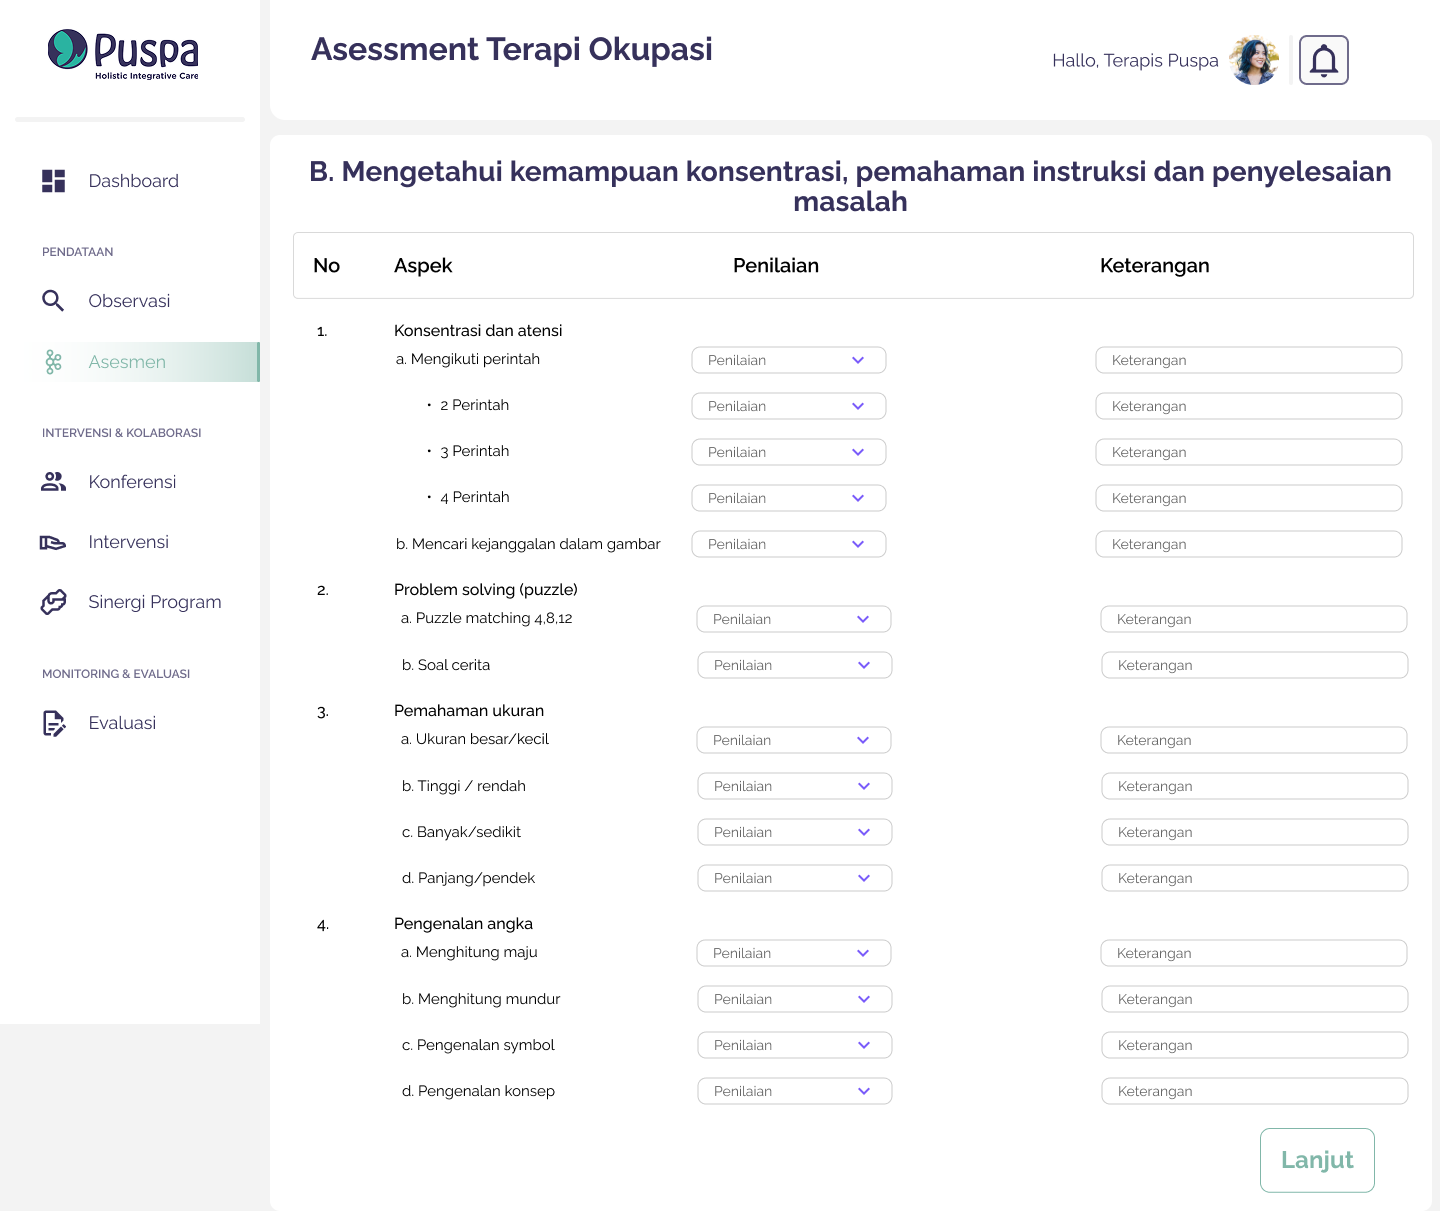 Puspa
Holistic Integrative Care
Asessment Terapi Okupasi
Hallo, Terapis Puspa
Dashboard
PENDATAAN
Observasi
Asesmen
INTERVENSI & KOLABORASI
Konferensi
Intervensi
Sinergi Program
MONITORING & EVALUASI
Evaluasi
B. Mengetahui kemampuan konsentrasi, pemahaman instruksi dan penyelesaian
masalah
No Aspek Penilaian Keterangan
1. Konsentrasi dan atensi
a. Mengikuti perintah Penilaian Keterangan
• 2 Perintah Penilaian Keterangan
• 3 Perintah Penilaian Keterangan
• 4 Perintah Penilaian Keterangan
b. Mencari kejanggalan dalam gambar Penilaian Keterangan
2. Problem solving (puzzle)
a. Puzzle matching 4,8,12 Penilaian Keterangan
b. Soal cerita Penilaian Keterangan
3. Pemahaman ukuran
a. Ukuran besar/kecil Penilaian Keterangan
b. Tinggi / rendah Penilaian Keterangan
c. Banyak/sedikit Penilaian Keterangan
d. Panjang/pendek Penilaian Keterangan
4. Pengenalan angka
a. Menghitung maju Penilaian Keterangan
b. Menghitung mundur Penilaian Keterangan
c. Pengenalan symbol Penilaian Keterangan
d. Pengenalan konsep Penilaian Keterangan
Lanjut